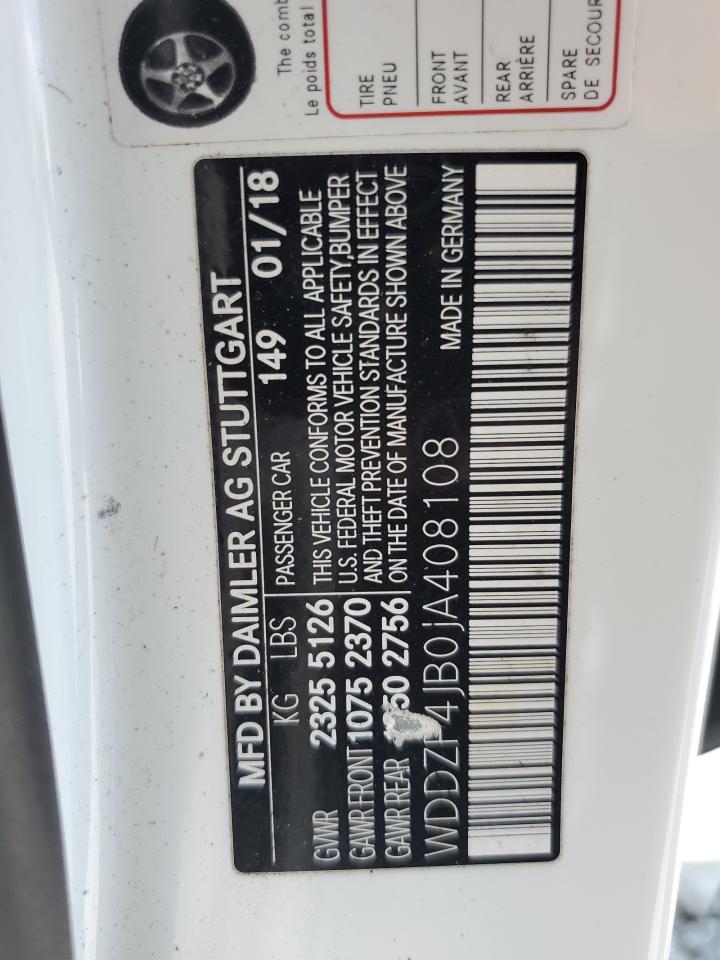 MFD BY DAIMLER AG STUTTGART
KG LBS PASSENGER CAR 149 01/18
GVWR 2325 5126
GAWR FRONT 1075 2370
GAWR REAR 2756
THIS VEHICLE CONFORMS TO ALL APPLICABLE
U.S. FEDERAL MOTOR VEHICLE SAFETY,BUMPER
AND THEFT PREVENTION STANDARDS IN EFFECT
ON THE DATE OF MANUFACTURE SHOWN ABOVE
WDDZF4JB0JA408108 MADE IN GERMANY
The
Le poids total
TIRE
PNEU
FRONT
AVANT
REAR
ARRIÈRE
SPARE
DE